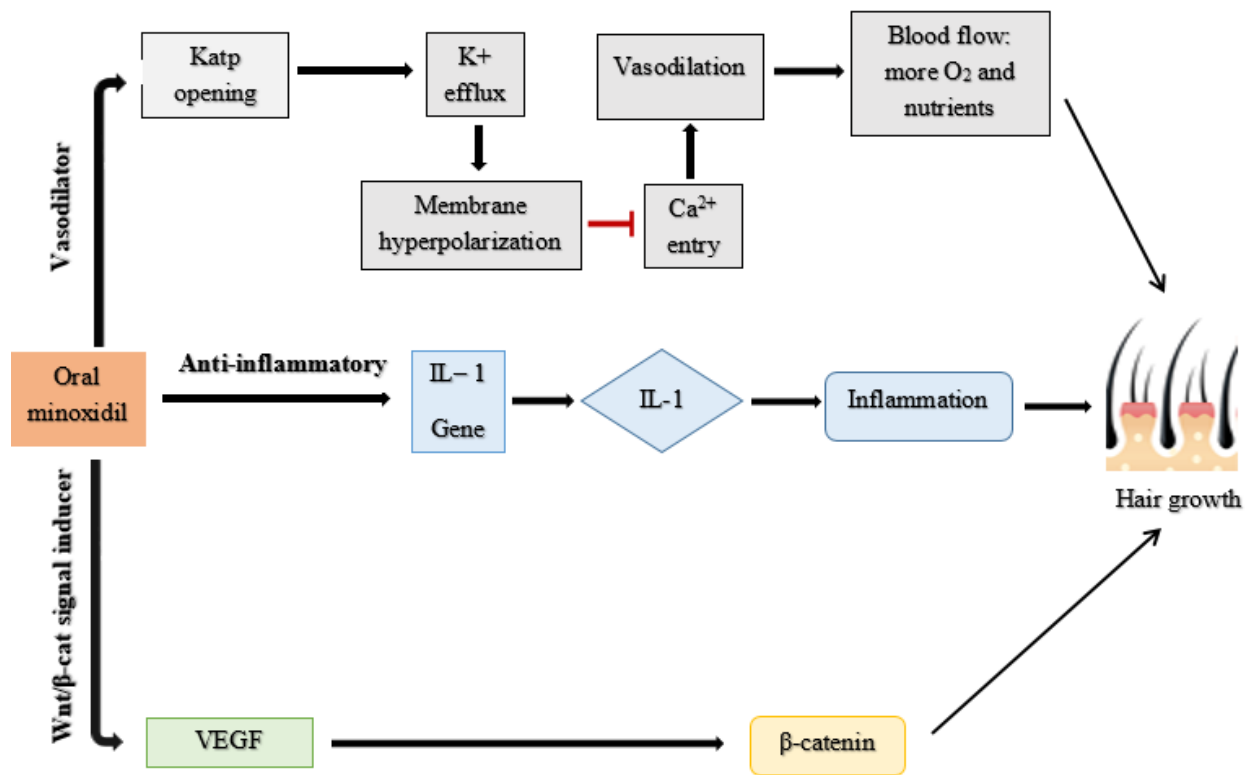 Katp
opening
K+
efflux
Vasodilation
Blood flow:
more O₂ and
nutrients
Vasodilator
Membrane
hyperpolarization
Ca²⁺
entry
Oral
minoxidil
Anti-inflammatory
IL– 1
Gene
IL-1
Inflammation
Hair growth
Wnt/β-cat signal inducer
VEGF
β-catenin